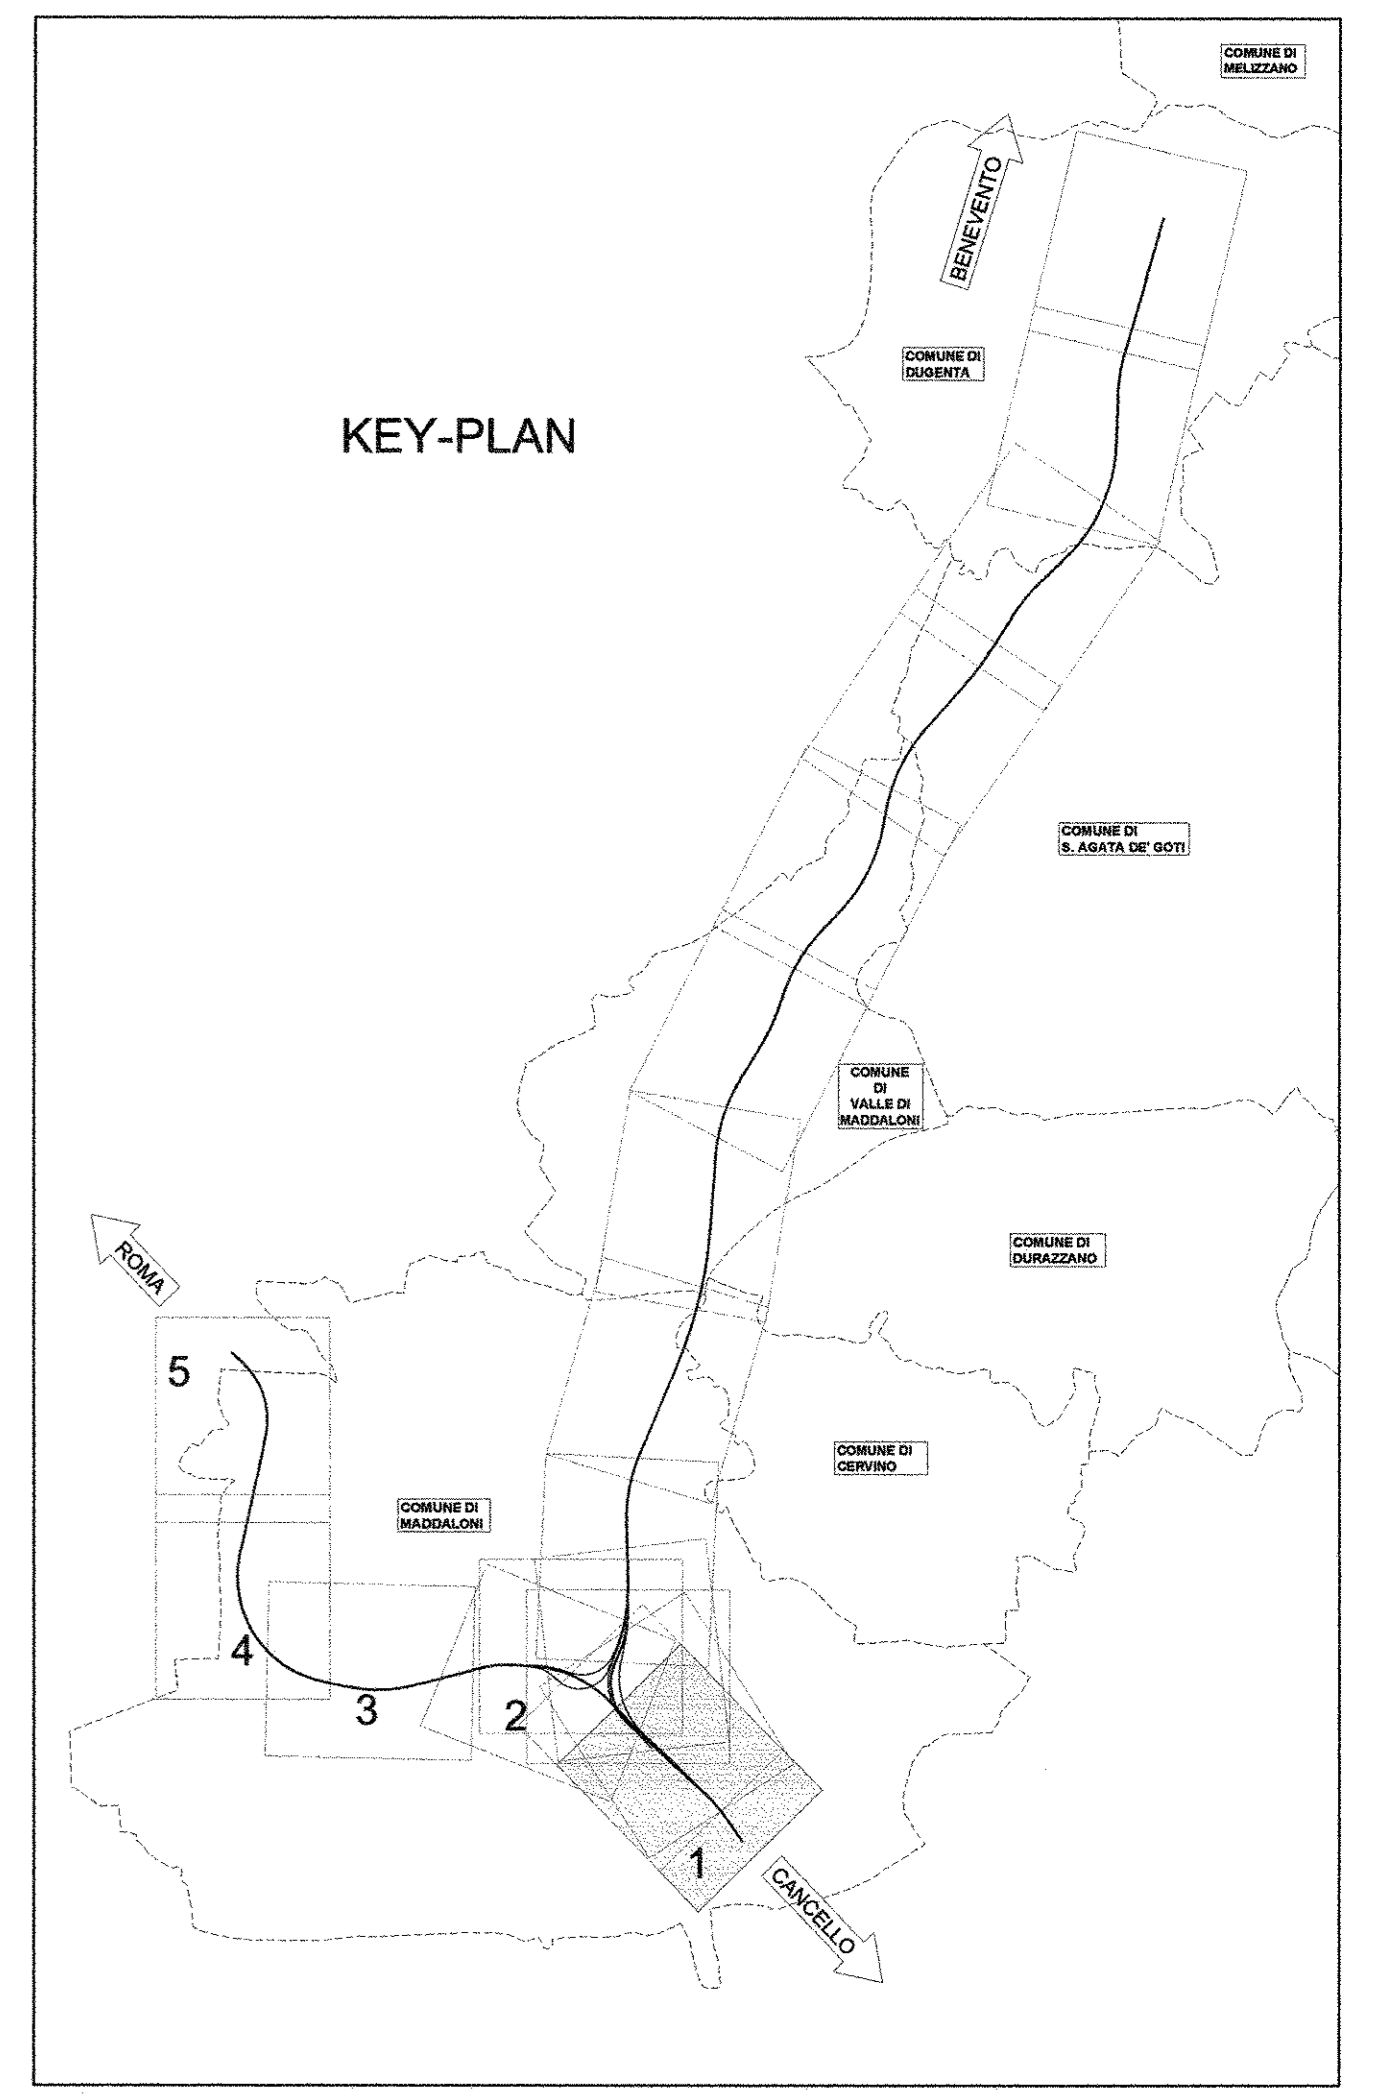 COMUNE DI
MELIZZANO
BENEVENTO
COMUNE DI
DUGENTA
KEY-PLAN
COMUNE DI
S. AGATA DE' GOTI
COMUNE
DI
VALLE DI
MADDALONI
ROMA
COMUNE DI
DURAZZANO
5
COMUNE DI
CERVINO
COMUNE DI
MADDALONI
4
3
2
1
CANCELLO